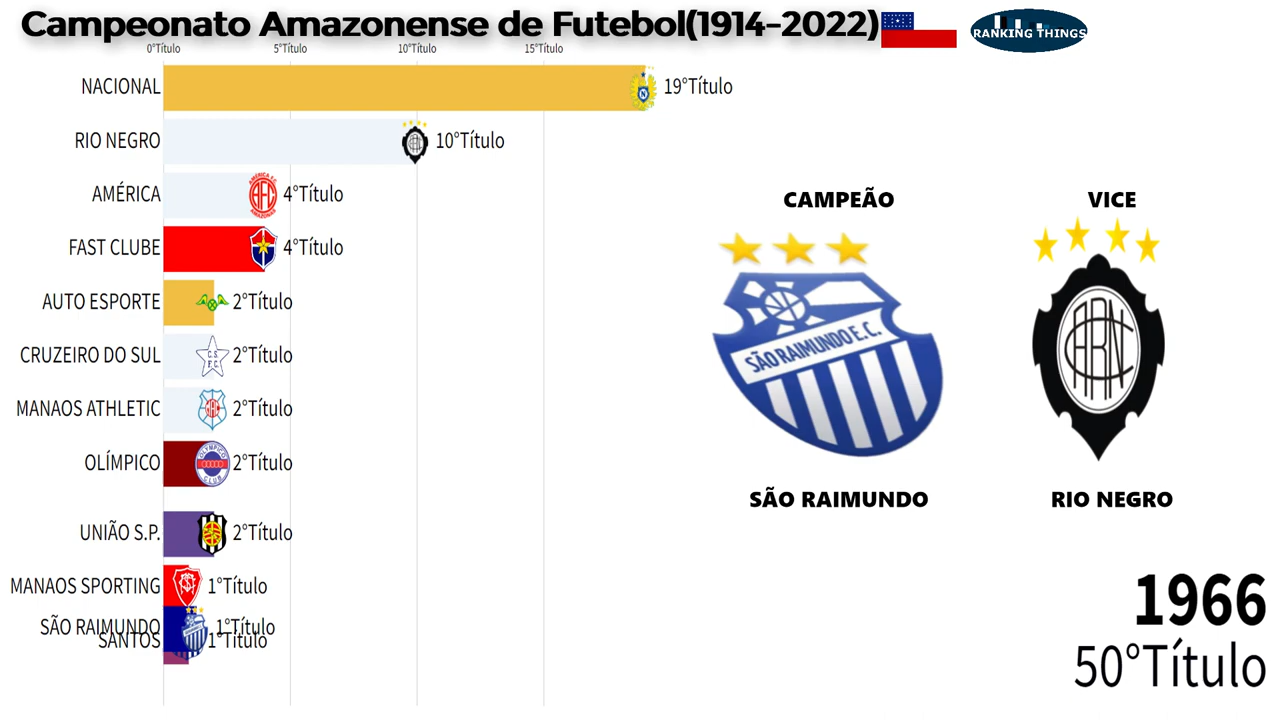 Campeonato Amazonense de Futebol(1914-2022)
RANKING THINGS
0°Título 5°Título 10°Título 15°Título
NACIONAL 19°Título
RIO NEGRO 10°Título
AMÉRICA 4°Título
FAST CLUBE 4°Título
AUTO ESPORTE 2°Título
CRUZEIRO DO SUL 2°Título
MANAOS ATHLETIC 2°Título
OLÍMPICO 2°Título
UNIÃO S.P. 2°Título
MANAOS SPORTING 1°Título
SÃO RAIMUNDO 1°Título
SANTOS 1°Título
CAMPEÃO VICE
SÃO RAIMUNDO E.C.
SÃO RAIMUNDO RIO NEGRO
1966
50°Título